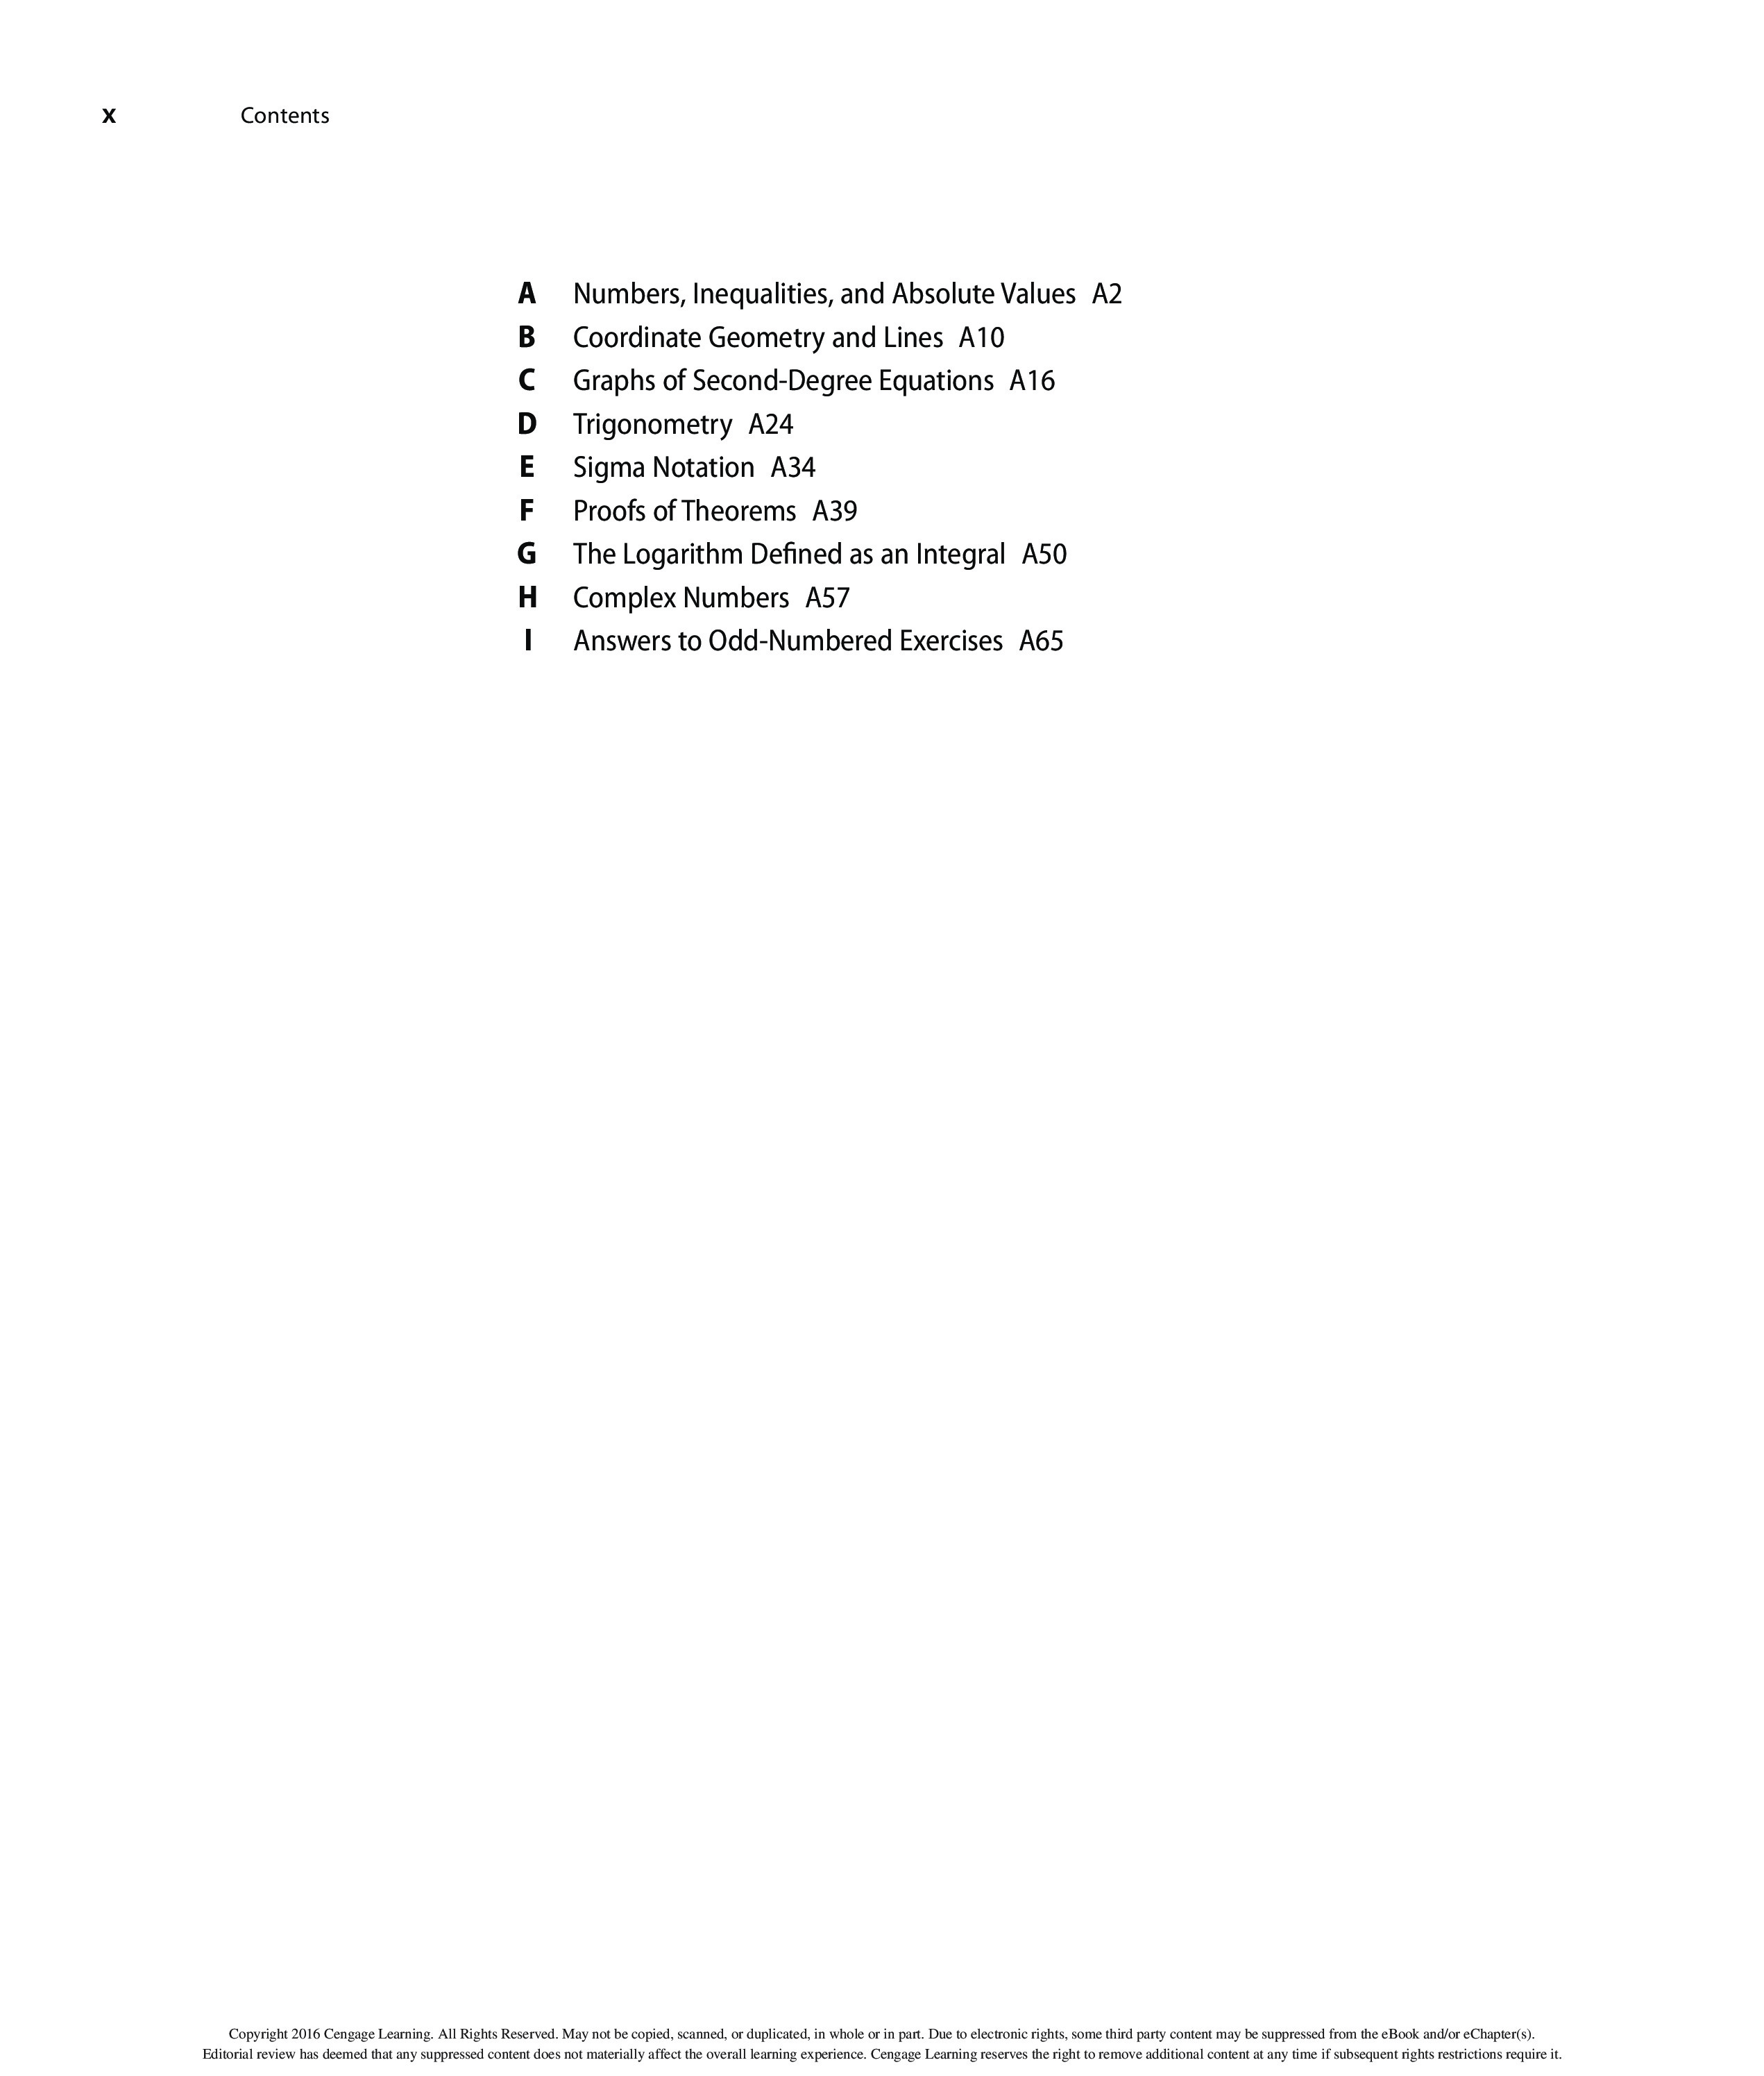 x Contents
A Numbers, Inequalities, and Absolute Values A2
B Coordinate Geometry and Lines A10
C Graphs of Second-Degree Equations A16
D Trigonometry A24
E Sigma Notation A34
F Proofs of Theorems A39
G The Logarithm Defined as an Integral A50
H Complex Numbers A57
I Answers to Odd-Numbered Exercises A65
Copyright 2016 Cengage Learning. All Rights Reserved. May not be copied, scanned, or duplicated, in whole or in part. Due to electronic rights, some third party content may be suppressed from the eBook and/or eChapter(s).
Editorial review has deemed that any suppressed content does not materially affect the overall learning experience. Cengage Learning reserves the right to remove additional content at any time if subsequent rights restrictions require it.